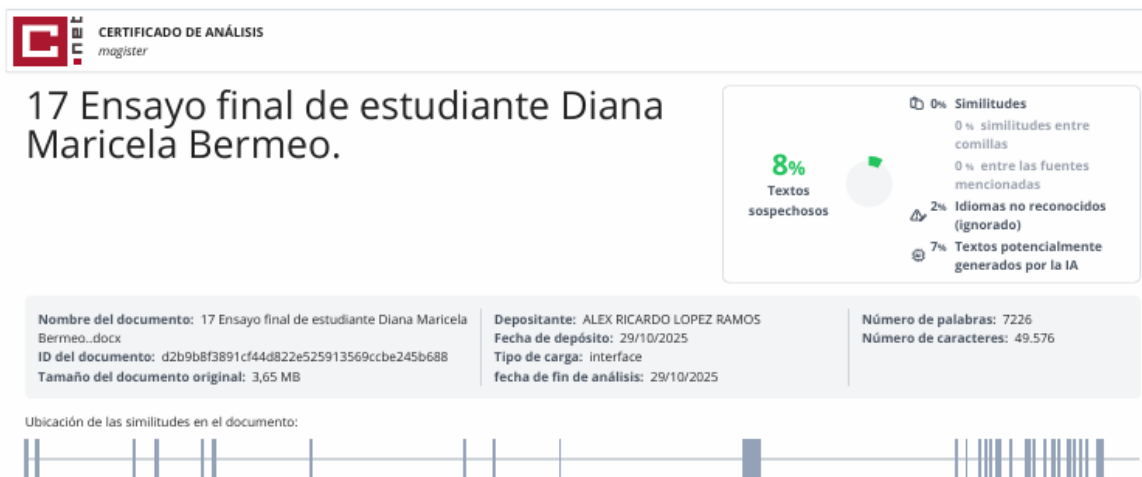 C
.net
CERTIFICADO DE ANÁLISIS
magister
17 Ensayo final de estudiante Diana
Maricela Bermeo.
8%
Textos
sospechosos
0% Similitudes
0 % similitudes entre
comillas
0 % entre las fuentes
mencionadas
2% Idiomas no reconocidos
(ignorado)
7% Textos potencialmente
generados por la IA
Nombre del documento: 17 Ensayo final de estudiante Diana Maricela
Bermeo..docx
ID del documento: d2b9b8f3891cf44d822e525913569ccbe245b688
Tamaño del documento original: 3,65 MB
Depositante: ALEX RICARDO LOPEZ RAMOS
Fecha de depósito: 29/10/2025
Tipo de carga: interface
fecha de fin de análisis: 29/10/2025
Número de palabras: 7226
Número de caracteres: 49.576
Ubicación de las similitudes en el documento: